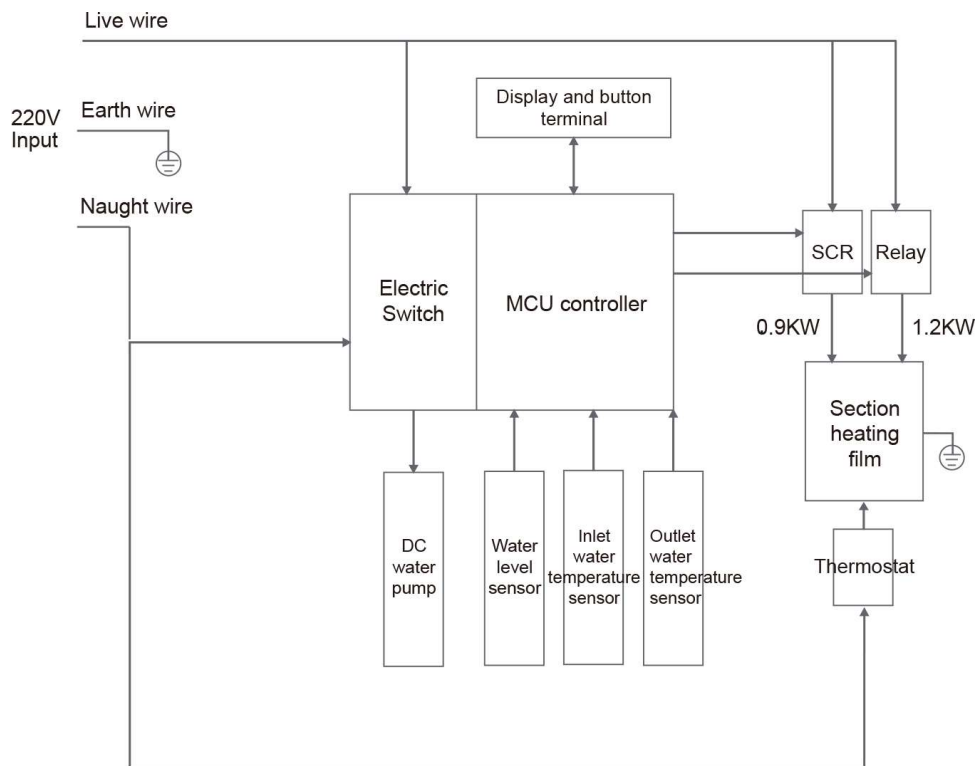 Live wire
Display and button
terminal
220V
Input
Earth wire
Naught wire
Electric
Switch
MCU controller
SCR
Relay
0.9KW
1.2KW
Section
heating
film
DC
water
pump
Water
level
sensor
Inlet
water
temperature
sensor
Outlet
water
temperature
sensor
Thermostat